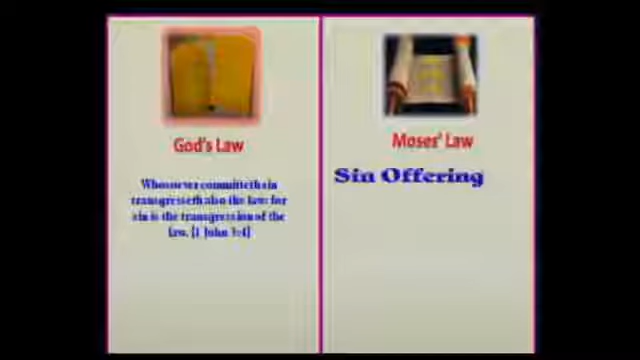 God's Law
Whosoever committeth sin
transgresseth also the law: for
sin is the transgression of the
law. [1 John 3:4]
Moses' Law
Sin Offering